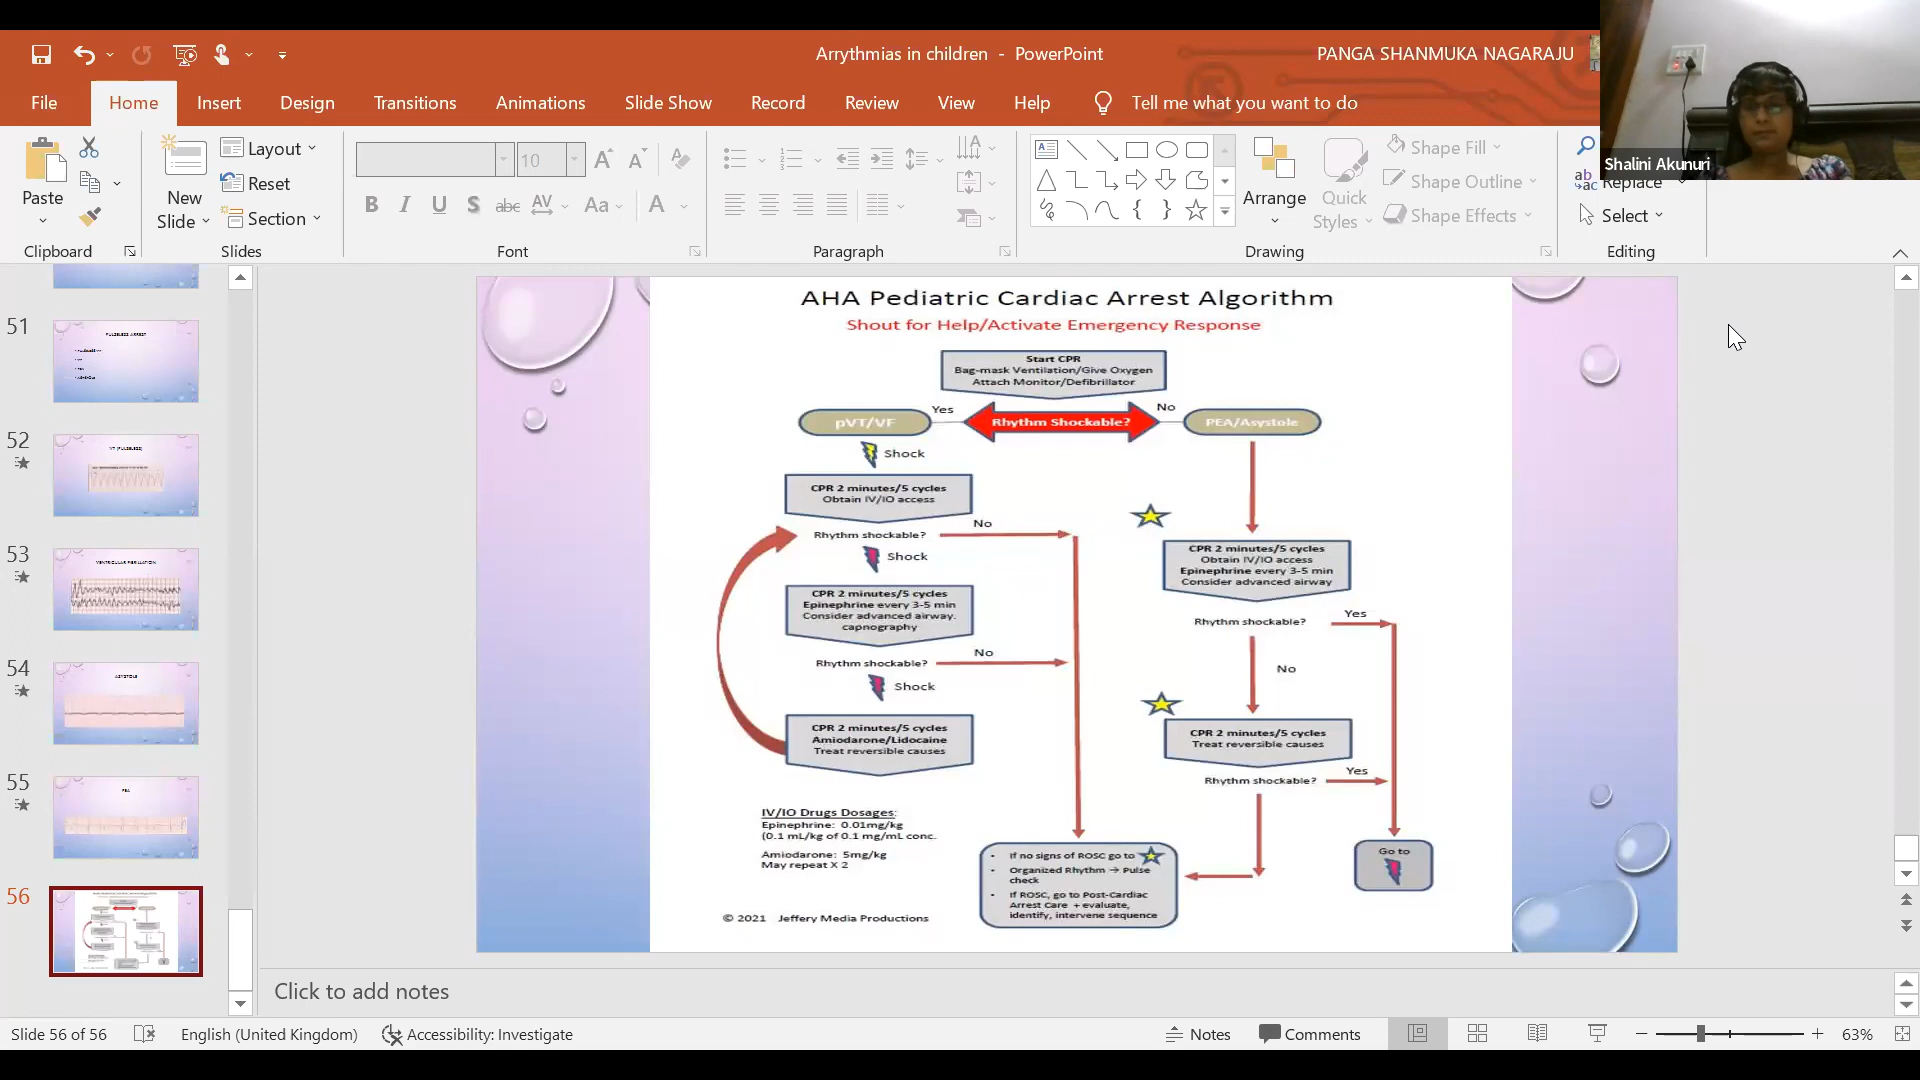 Arrythmias in children - PowerPoint
PANGA SHANMUKA NAGARAJU
File
Home
Insert
Design
Transitions
Animations
Slide Show
Record
Review
View
Help
Tell me what you want to do
Paste
Clipboard
New
Slide
Layout
Reset
Section
Slides
10
B I U S abc AV Aa A
Font
Paragraph
Arrange
Quick
Styles
Shape Fill
Shape Outline
Shape Effects
Drawing
Replace
Select
Editing
Shalini Akunuri
51
PULSELESS ARREST
52
VT (PULSELESS)
53
VENTRICULAR FIBRILLATION
54
ASYSTOLE
55
PEA
56
AHA Pediatric Cardiac Arrest Algorithm
Shout for Help/Activate Emergency Response
Start CPR
Bag-mask Ventilation/Give Oxygen
Attach Monitor/Defibrillator
Yes
Rhythm Shockable?
No
pVT/VF
PEA/Asystole
Shock
CPR 2 minutes/5 cycles
Obtain IV/IO access
Rhythm shockable?
No
Shock
CPR 2 minutes/5 cycles
Epinephrine every 3-5 min
Consider advanced airway.
capnography
Rhythm shockable?
No
Shock
CPR 2 minutes/5 cycles
Amiodarone/Lidocaine
Treat reversible causes
CPR 2 minutes/5 cycles
Obtain IV/IO access
Epinephrine every 3-5 min
Consider advanced airway
Rhythm shockable?
Yes
No
CPR 2 minutes/5 cycles
Treat reversible causes
Rhythm shockable?
Yes
IV/IO Drugs Dosages:
Epinephrine: 0.01mg/kg
(0.1 mL/kg of 0.1 mg/mL conc.
Amiodarone: 5mg/kg
May repeat X 2
• If no signs of ROSC go to
• Organized Rhythm → Pulse
check
• If ROSC, go to Post-Cardiac
Arrest Care + evaluate,
identify, intervene sequence
Go to
© 2021 Jeffery Media Productions
Click to add notes
Slide 56 of 56
English (United Kingdom)
Accessibility: Investigate
Notes
Comments
63%